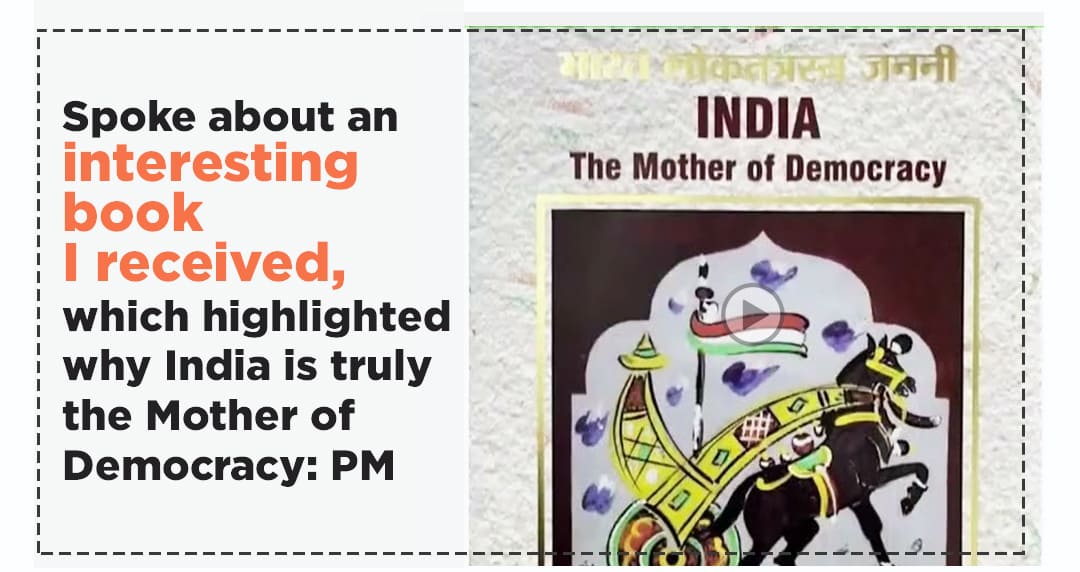 Spoke about an
interesting
book
I received,
which highlighted
why India is truly
the Mother of
Democracy: PM
भारत लोकतंत्रस्य जननी
INDIA
The Mother of Democracy